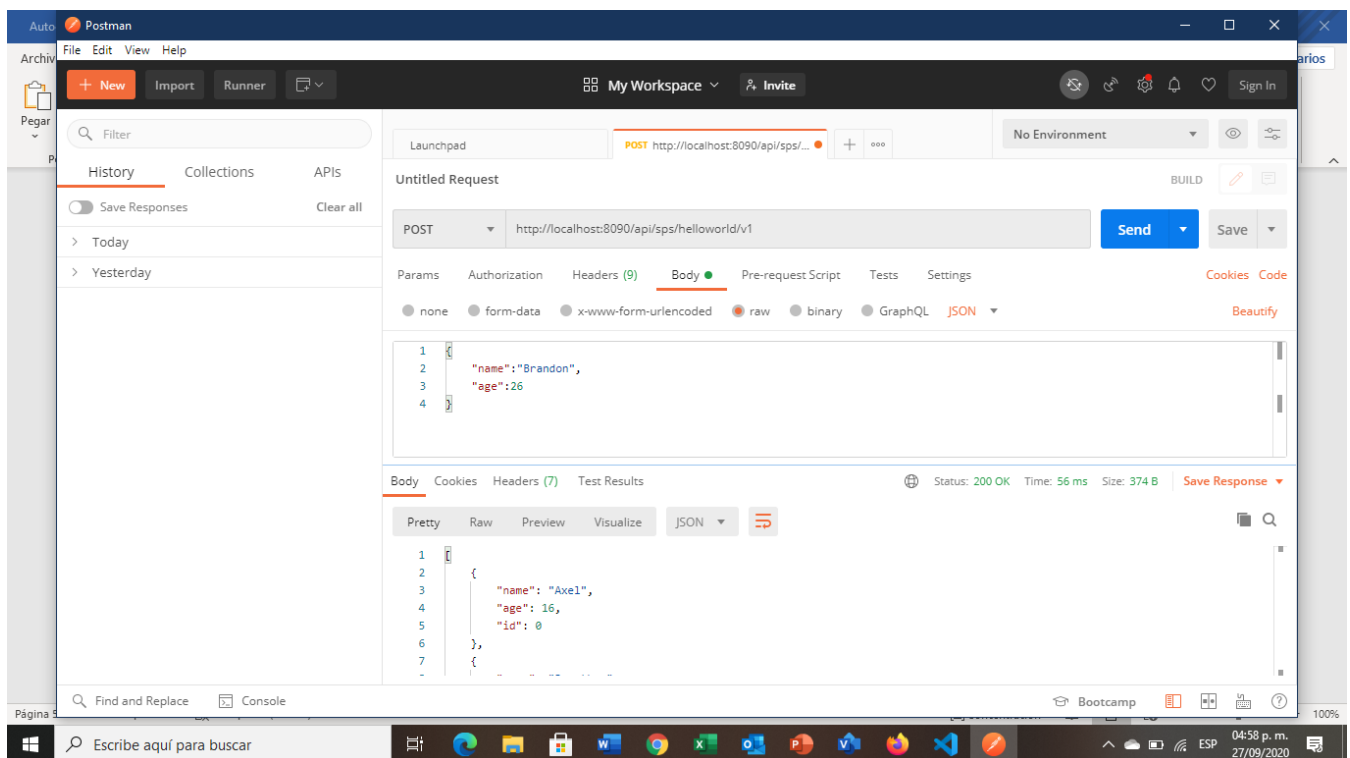 Auto
Postman
File Edit View Help
Archiv
arios
+ New Import Runner My Workspace Invite Sign In
Pegar
Filter
Launchpad POST http://localhost:8090/api/sps/... No Environment
History Collections APIs
Untitled Request BUILD
Save Responses Clear all
POST http://localhost:8090/api/sps/helloworld/v1 Send Save
Today
Yesterday
Params Authorization Headers (9) Body Pre-request Script Tests Settings Cookies Code
none form-data x-www-form-urlencoded raw binary GraphQL JSON Beautify
1 {
2 "name":"Brandon",
3 "age":26
4 }
Body Cookies Headers (7) Test Results Status: 200 OK Time: 56 ms Size: 374 B Save Response
Pretty Raw Preview Visualize JSON
1 [
2 {
3 "name": "Axel",
4 "age": 16,
5 "id": 0
6 },
7 {
Find and Replace Console Bootcamp
Página 5 100%
Escribe aquí para buscar ESP 04:58 p. m.
27/09/2020